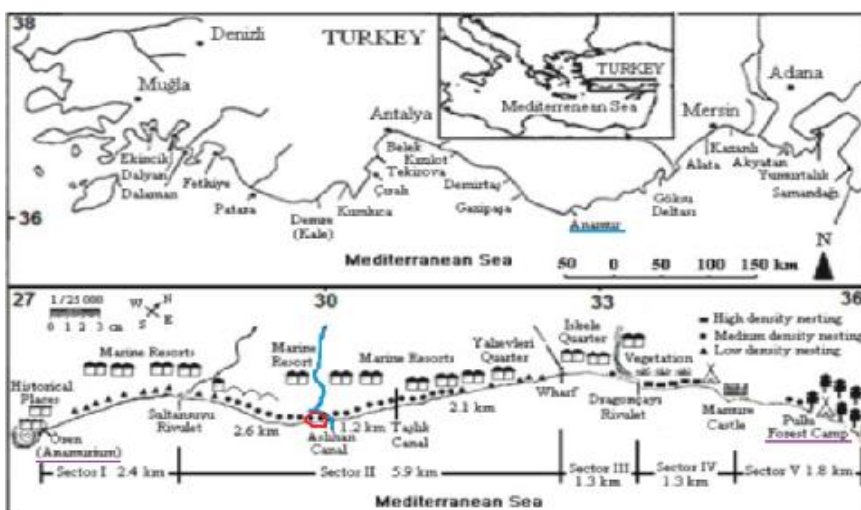 38
Denizli
TURKEY
Muğla
Antalya
TURKEY
Mediterrenean Sea
Adana
Mersin
Ekincik
Dalyan
Dalaman
Fethiye
Patara
Demre
(Kale)
Kumluca
Çıralı
Tekirova
Belek
Kızılot
Demirtaş
Gazipaşa
Anamur
Göksu
Deltası
Alata
Kazanlı
Akyatan
Yumurtalık
Samandağı
36
Mediterranean Sea
N
50 0 50 100 150 km
27 30 33 36
1/25 000
0 1 2 3 cm
W N
S E
High density nesting
Medium density nesting
Low density nesting
Historical
Places
Marine Resorts
Marine
Resort
Marine Resorts
Yalıevleri
Quarter
Iskele
Quarter
Vegetation
Ören
(Anamurium)
Sultansuyu
Rivulet
2.6 km
Aslıhan
Canal
1.2 km
Taşlık
Canal
2.1 km
Wharf
Dragonçayı
Rivulet
Mamure
Castle
Pullu
Forest Camp
Sector I 2.4 km
Sector II 5.9 km
Sector III
1.3 km
Sector IV
1.3 km
Sector V 1.8 km
Mediterranean Sea